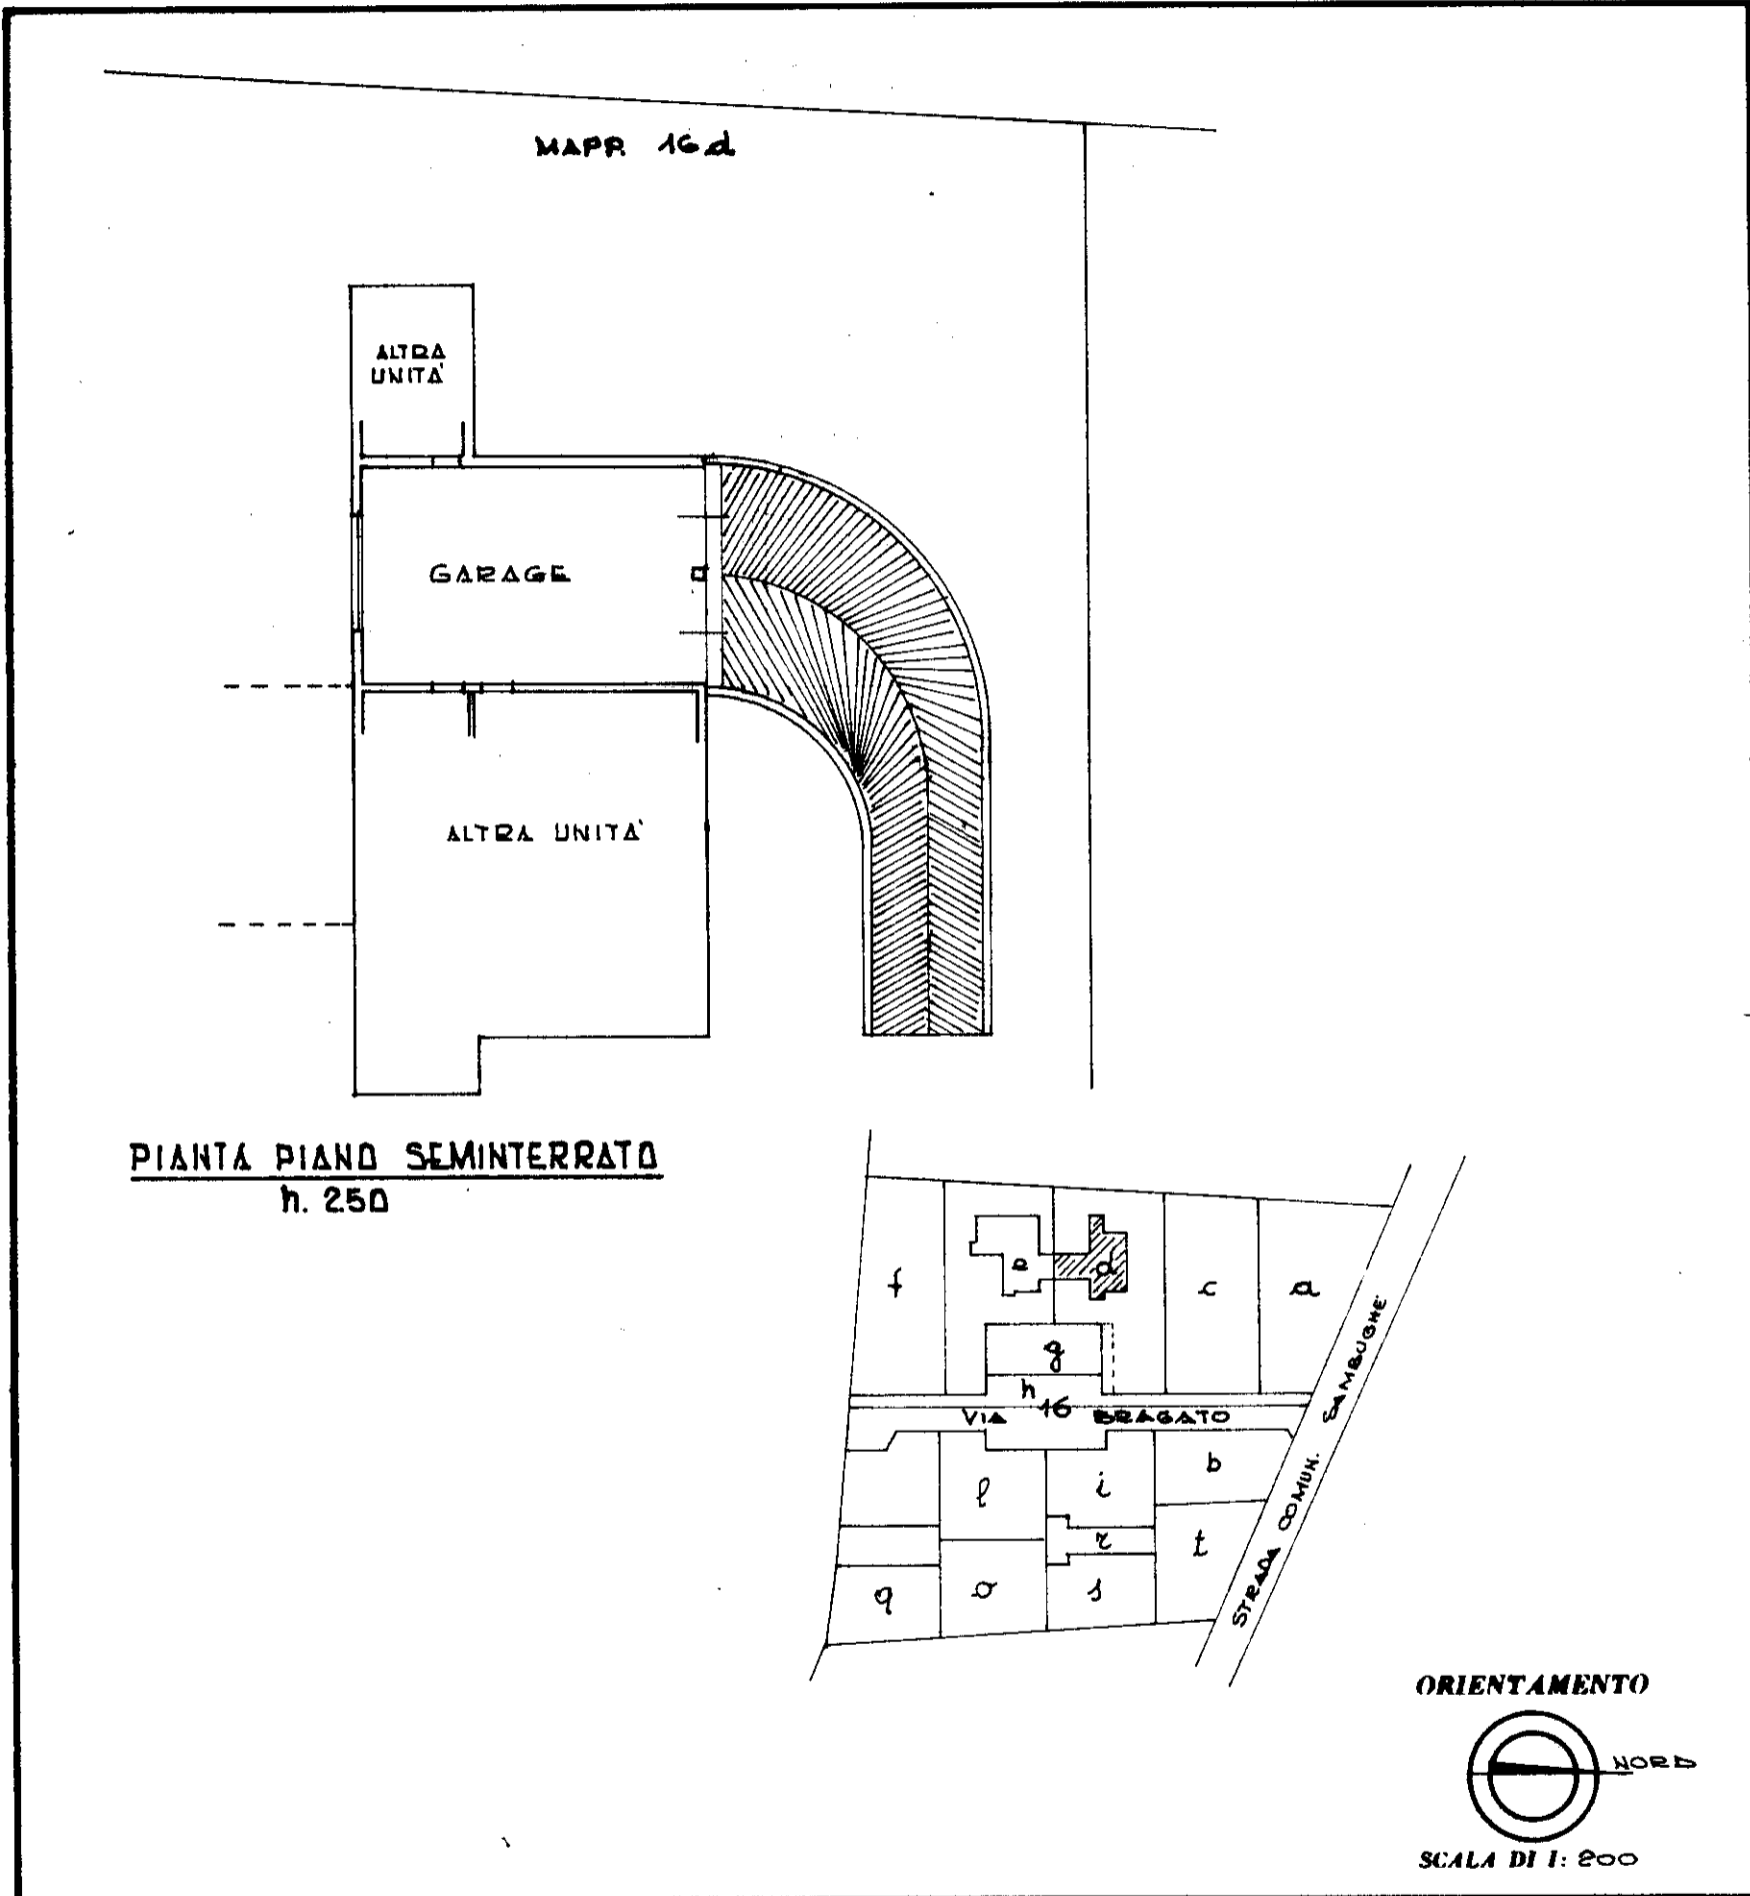 MAPP. 16 d
ALTRA
UNITA'
GARAGE
ALTRA UNITA'
PIANTA PIANO SEMINTERRATO
h. 250
f
e
d
c
a
g
h
16
VIA BRAGATO
STRADA COMUN. SAMBUGHE'
l
i
b
r
t
q
o
s
ORIENTAMENTO
NORD
SCALA DI 1: 200